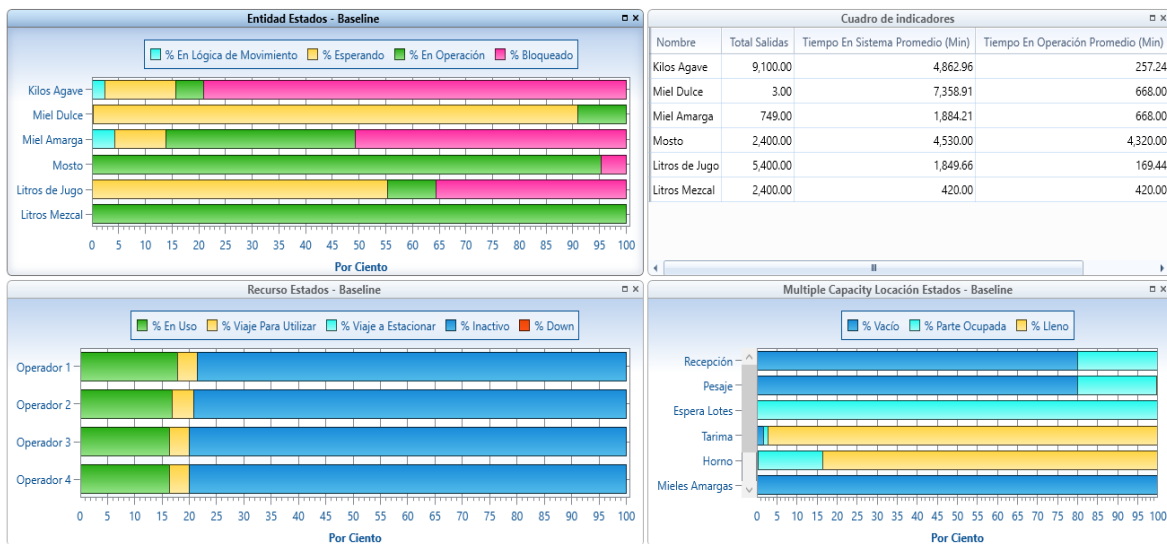 Entidad Estados - Baseline
% En Lógica de Movimiento % Esperando % En Operación % Bloqueado
Kilos Agave
Miel Dulce
Miel Amarga
Mosto
Litros de Jugo
Litros Mezcal
0 5 10 15 20 25 30 35 40 45 50 55 60 65 70 75 80 85 90 95 100
Por Ciento
Cuadro de indicadores
Nombre Total Salidas Tiempo En Sistema Promedio (Min) Tiempo En Operación Promedio (Min)
Kilos Agave 9,100.00 4,862.96 257.24
Miel Dulce 3.00 7,358.91 668.00
Miel Amarga 749.00 1,884.21 668.00
Mosto 2,400.00 4,530.00 4,320.00
Litros de Jugo 5,400.00 1,849.66 169.44
Litros Mezcal 2,400.00 420.00 420.00
Recurso Estados - Baseline
% En Uso % Viaje Para Utilizar % Viaje a Estacionar % Inactivo % Down
Operador 1
Operador 2
Operador 3
Operador 4
0 5 10 15 20 25 30 35 40 45 50 55 60 65 70 75 80 85 90 95 100
Por Ciento
Multiple Capacity Locación Estados - Baseline
% Vacío % Parte Ocupada % Lleno
Recepción
Pesaje
Espera Lotes
Tarima
Horno
Mieles Amargas
0 5 10 15 20 25 30 35 40 45 50 55 60 65 70 75 80 85 90 95 100
Por Ciento